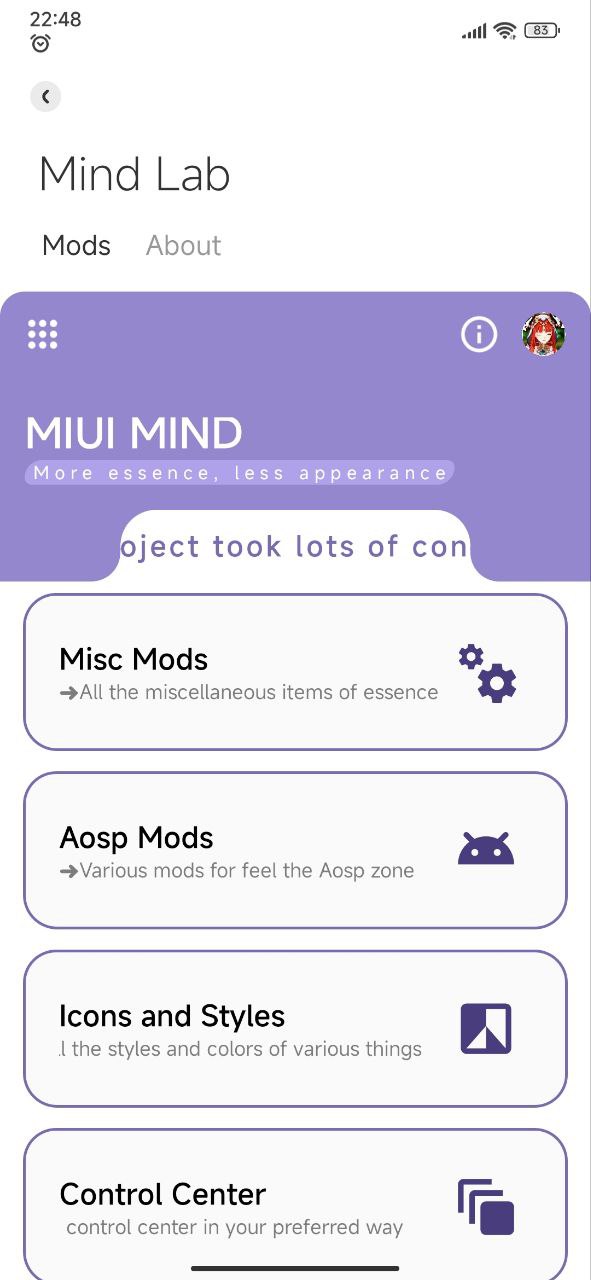 22:48
83
Mind Lab
Mods About
MIUI MIND
More essence, less appearance
oject took lots of con
Misc Mods
➜All the miscellaneous items of essence
Aosp Mods
➜Various mods for feel the Aosp zone
Icons and Styles
l the styles and colors of various things
Control Center
control center in your preferred way